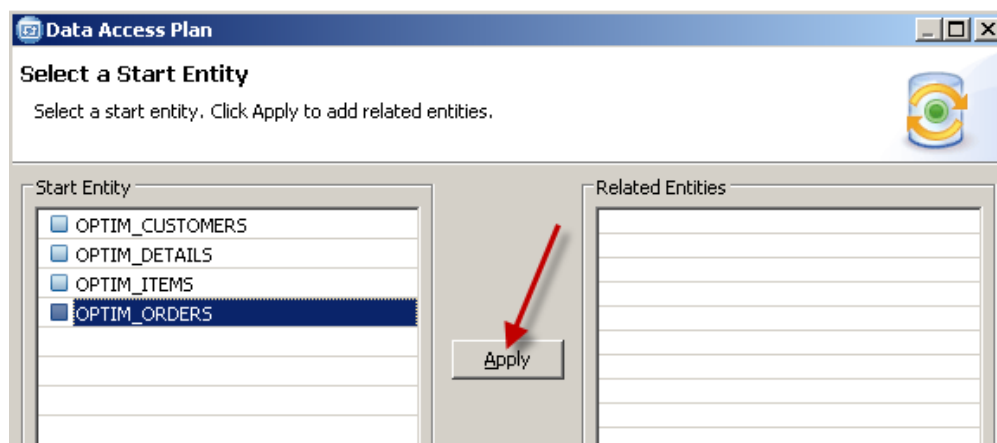 Data Access Plan
Select a Start Entity
Select a start entity. Click Apply to add related entities.
Start Entity
OPTIM_CUSTOMERS
OPTIM_DETAILS
OPTIM_ITEMS
OPTIM_ORDERS
Apply
Related Entities